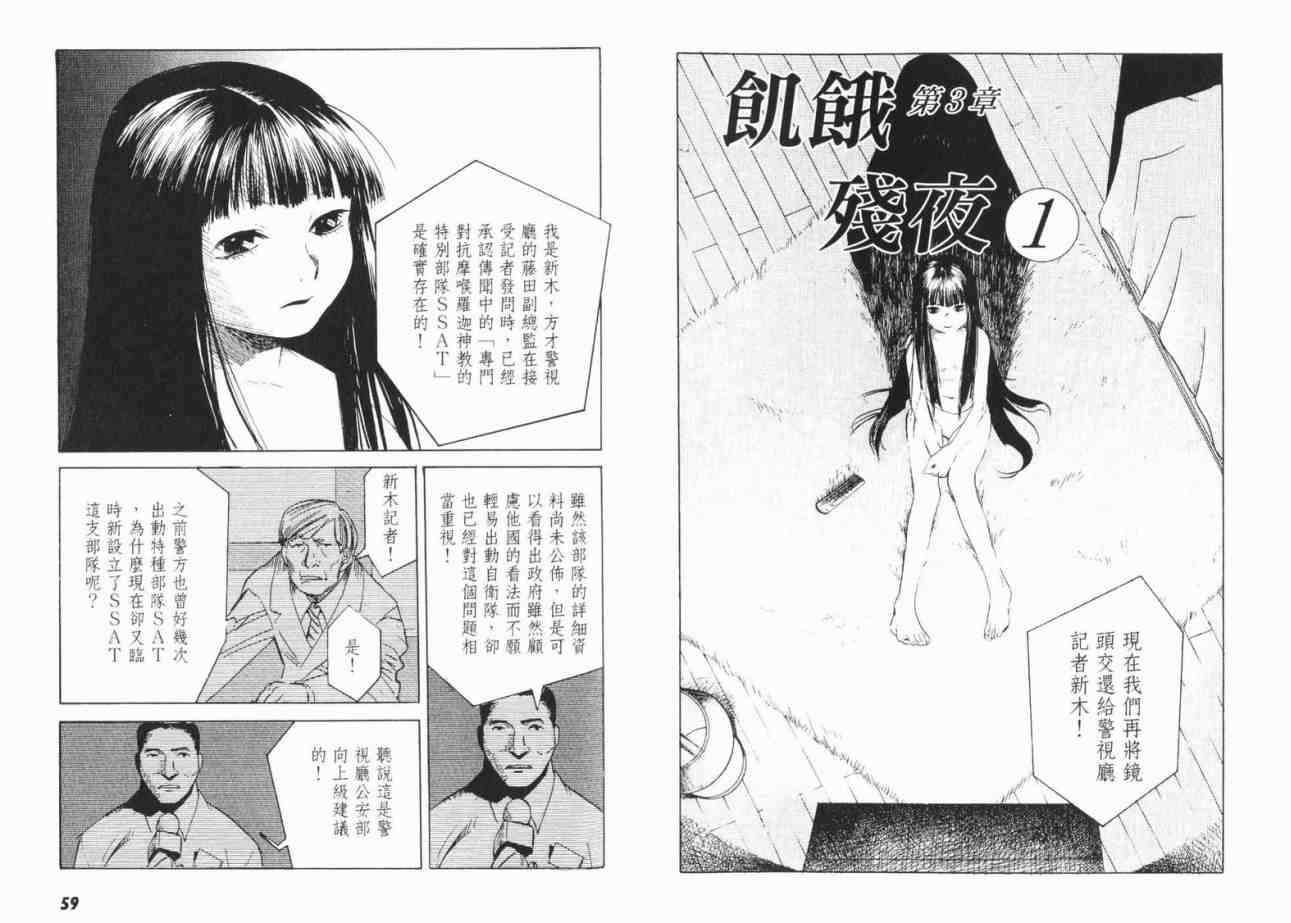 飢餓
第3章
殘夜
1
現在我們再將鏡
頭交還給警視廳
記者新木！
我是新木，方才警視
廳的藤田副總監在接
受記者發問時，已經
承認傳聞中的「專門
對抗摩喉羅迦神教的
特別部隊SSAT」
是確實存在的！
雖然該部隊的詳細資
料尚未公佈，但是可
以看得出政府雖然顧
慮他國的看法而不願
輕易出動自衛隊，卻
也已經對這個問題相
當重視！
新木記者！
是！
之前警方也曾好幾次
出動特種部隊SAT
，為什麼現在卻又臨
時新設立了SSAT
這支部隊呢？
聽說這是警
視廳公安部
向上級建議
的！
59